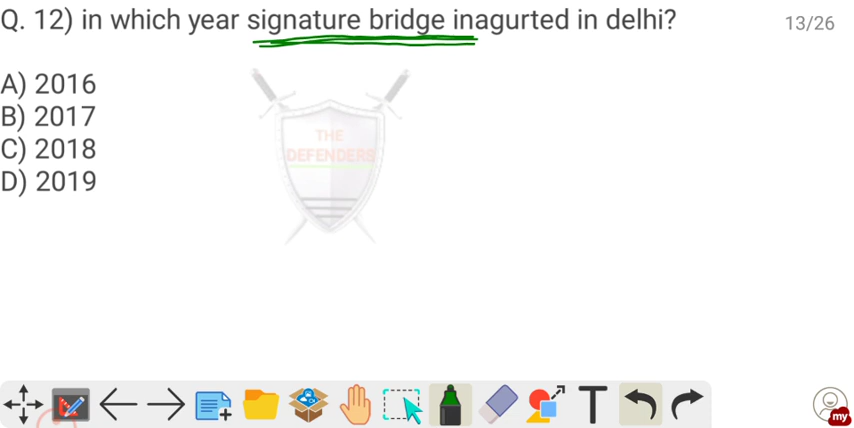 Q. 12) in which year signature bridge inagurted in delhi?
13/26
A) 2016
B) 2017
C) 2018
D) 2019
THE
DEFENDERS
T
my